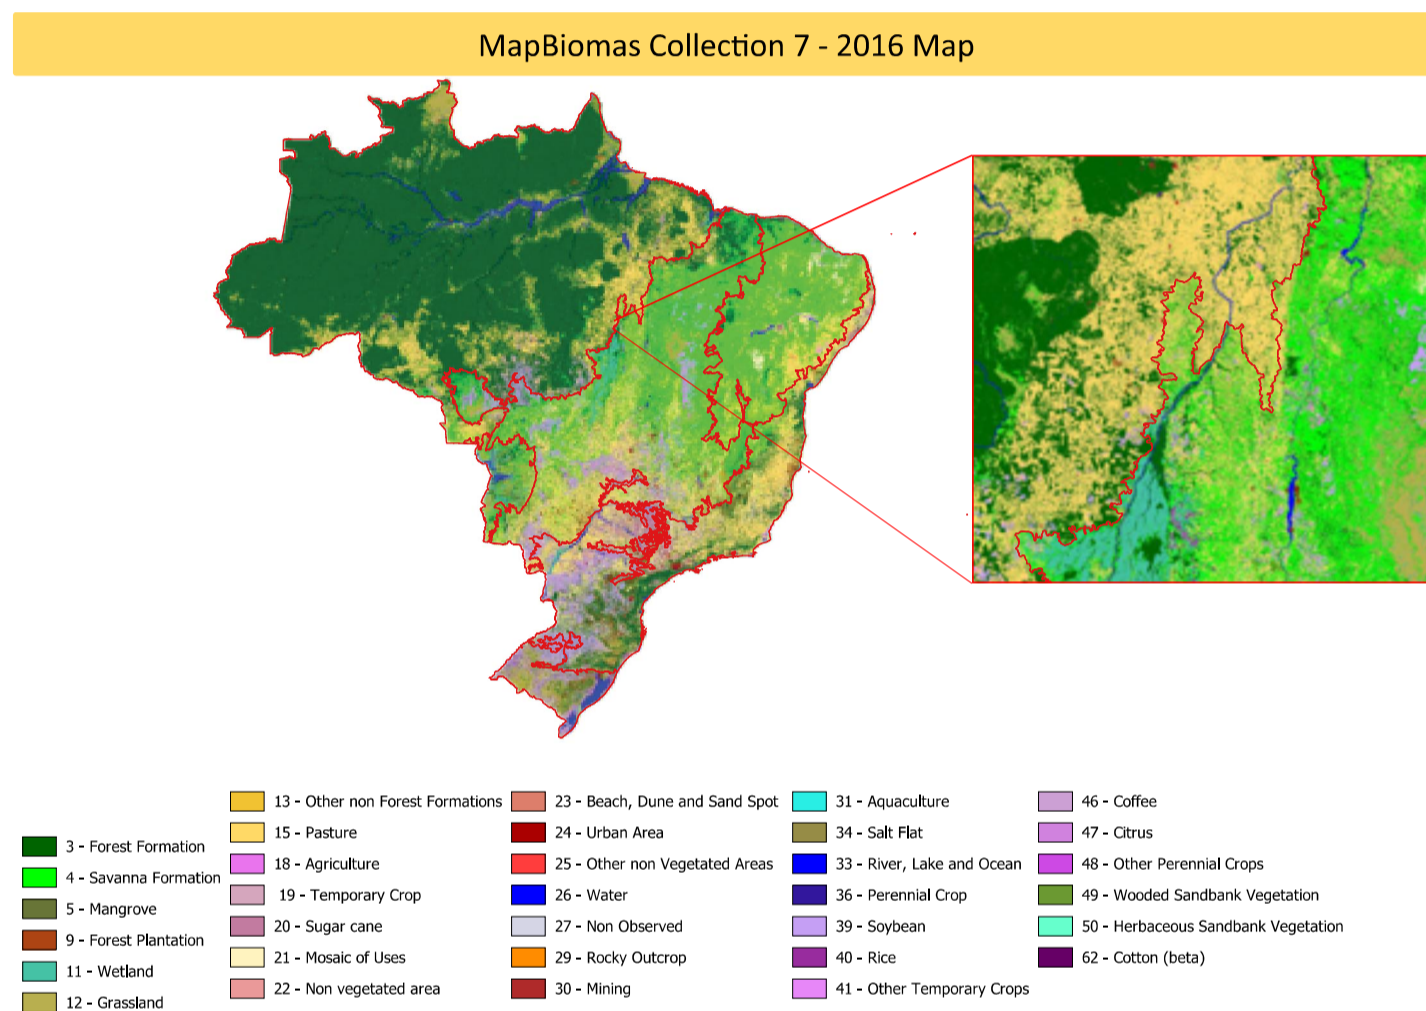 MapBiomas Collection 7 - 2016 Map
3 - Forest Formation
4 - Savanna Formation
5 - Mangrove
9 - Forest Plantation
11 - Wetland
12 - Grassland
13 - Other non Forest Formations
15 - Pasture
18 - Agriculture
19 - Temporary Crop
20 - Sugar cane
21 - Mosaic of Uses
22 - Non vegetated area
23 - Beach, Dune and Sand Spot
24 - Urban Area
25 - Other non Vegetated Areas
26 - Water
27 - Non Observed
29 - Rocky Outcrop
30 - Mining
31 - Aquaculture
34 - Salt Flat
33 - River, Lake and Ocean
36 - Perennial Crop
39 - Soybean
40 - Rice
41 - Other Temporary Crops
46 - Coffee
47 - Citrus
48 - Other Perennial Crops
49 - Wooded Sandbank Vegetation
50 - Herbaceous Sandbank Vegetation
62 - Cotton (beta)